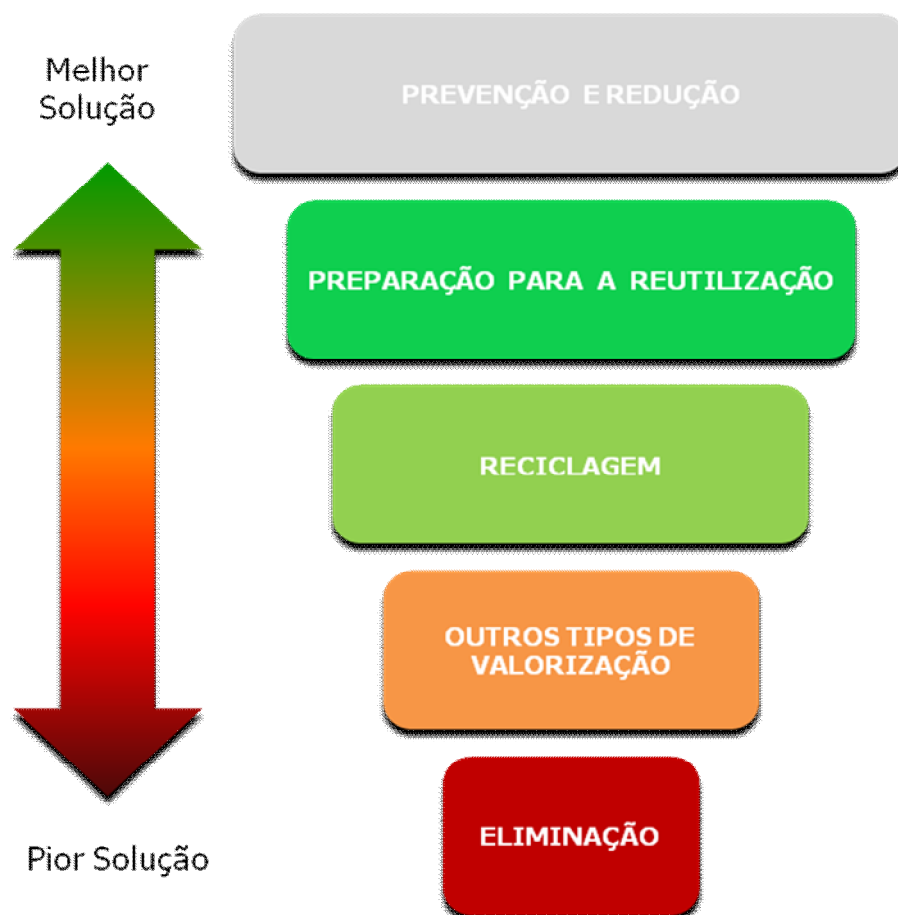 Melhor
Solução
PREVENÇÃO E REDUÇÃO
PREPARAÇÃO PARA A REUTILIZAÇÃO
RECICLAGEM
OUTROS TIPOS DE
VALORIZAÇÃO
ELIMINAÇÃO
Pior Solução